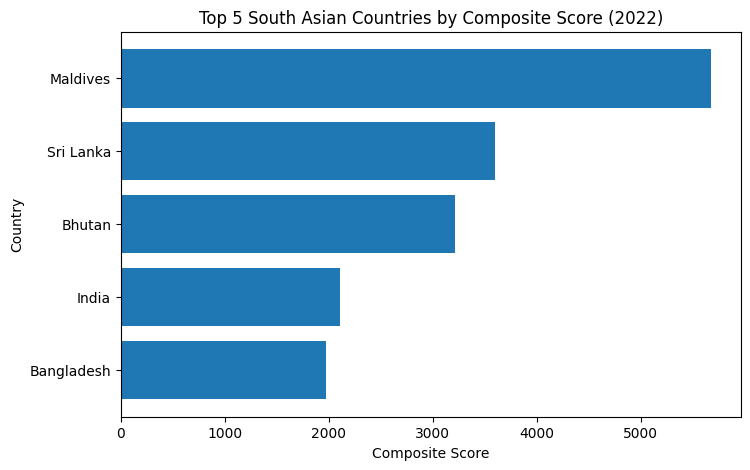 Top 5 South Asian Countries by Composite Score (2022)
Country
Maldives
Sri Lanka
Bhutan
India
Bangladesh
0 1000 2000 3000 4000 5000
Composite Score